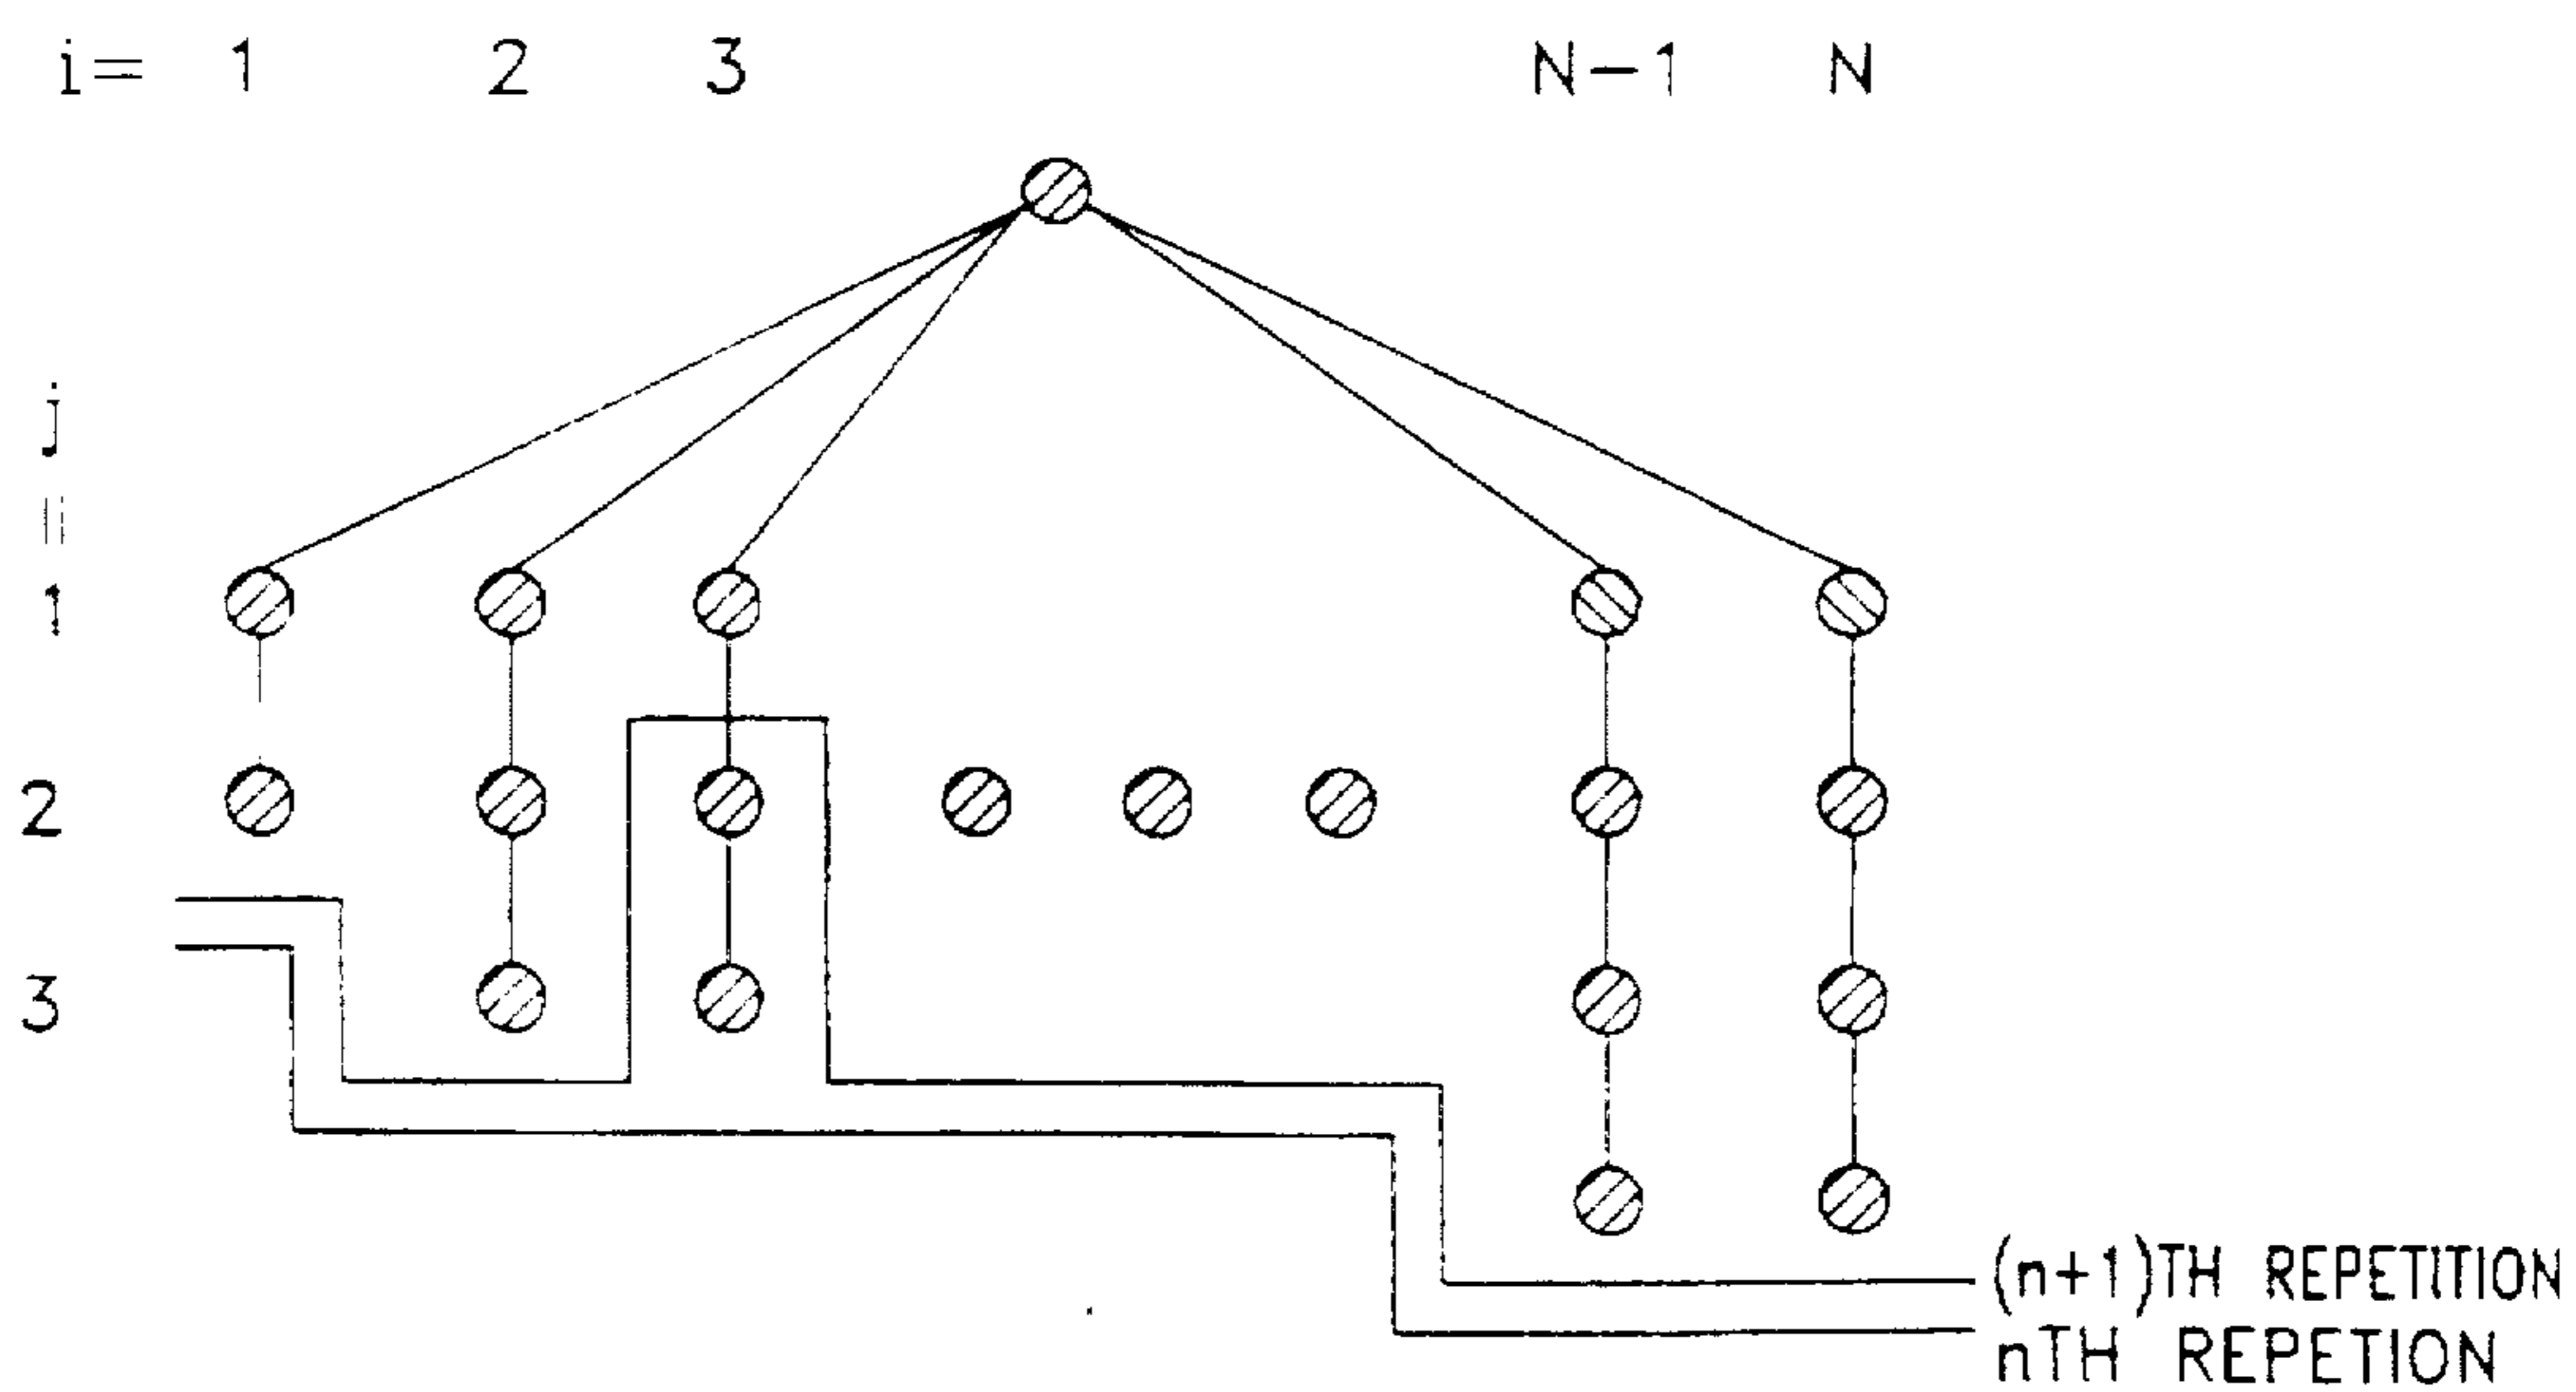 i= 1 2 3 N-1 N
j
=
1
2
3
(n+1)TH REPETITION
nTH REPETION